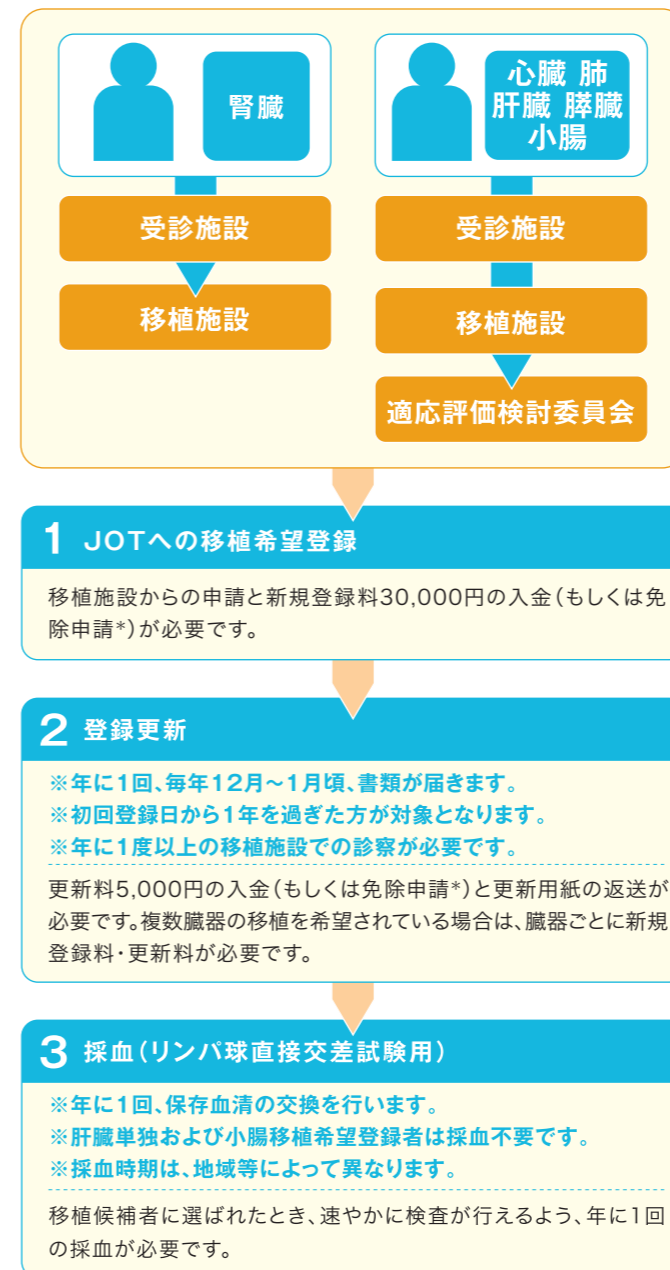 腎臓
受診施設
移植施設
心臓 肺
肝臓 膵臓
小腸
受診施設
移植施設
適応評価検討委員会
1 JOTへの移植希望登録
移植施設からの申請と新規登録料30,000円の入金(もしくは免
除申請*)が必要です。
2 登録更新
※年に1回、毎年12月～1月頃、書類が届きます。
※初回登録日から1年を過ぎた方が対象となります。
※年に1度以上の移植施設での診察が必要です。
更新料5,000円の入金(もしくは免除申請*)と更新用紙の返送が
必要です。複数臓器の移植を希望されている場合は、臓器ごとに新規
登録料・更新料が必要です。
3 採血(リンパ球直接交差試験用)
※年に1回、保存血清の交換を行います。
※肝臓単独および小腸移植希望登録者は採血不要です。
※採血時期は、地域等によって異なります。
移植候補者に選ばれたとき、速やかに検査が行えるよう、年に1回
の採血が必要です。